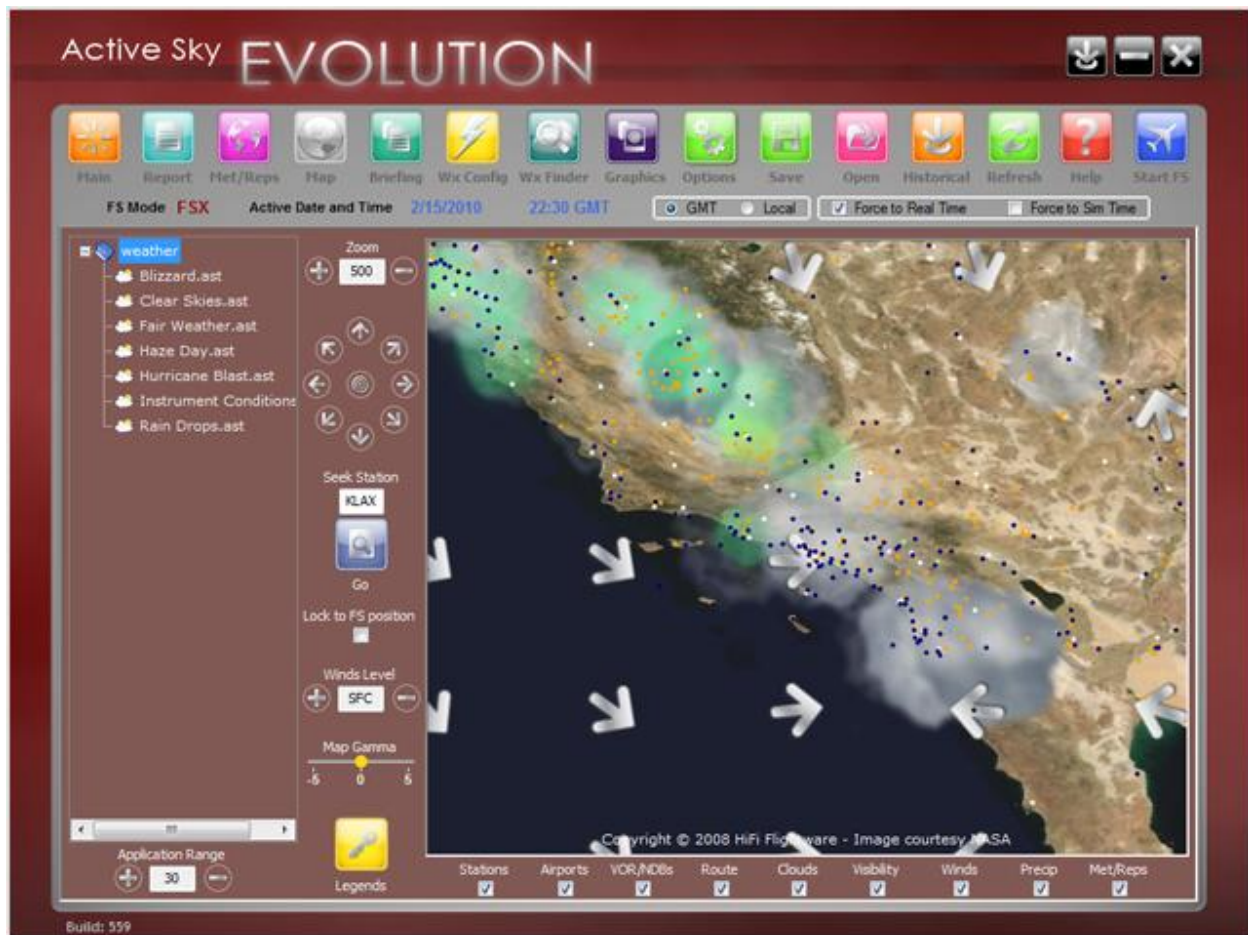 Active Sky EVOLUTION
Main Report Met/Reps Map Briefing Wx Config Wx Finder Graphics Options Save Open Historical Refresh Help Start FS
FS Mode FSX Active Date and Time 2/15/2010 22:30 GMT GMT Local Force to Real Time Force to Sim Time
weather
Blizzard.ast
Clear Skies.ast
Fair Weather.ast
Haze Day.ast
Hurricane Blast.ast
Instrument Conditions
Rain Drops.ast
Application Range
30
Zoom
500
Seek Station
KLAX
Go
Lock to FS position
Winds Level
SFC
Map Gamma
-5 0 5
Legends
Copyright © 2008 HiFi Flightware - Image courtesy NASA
Stations Airports VOR/NDBs Route Clouds Visibility Winds Precip Met/Reps
Build: 559